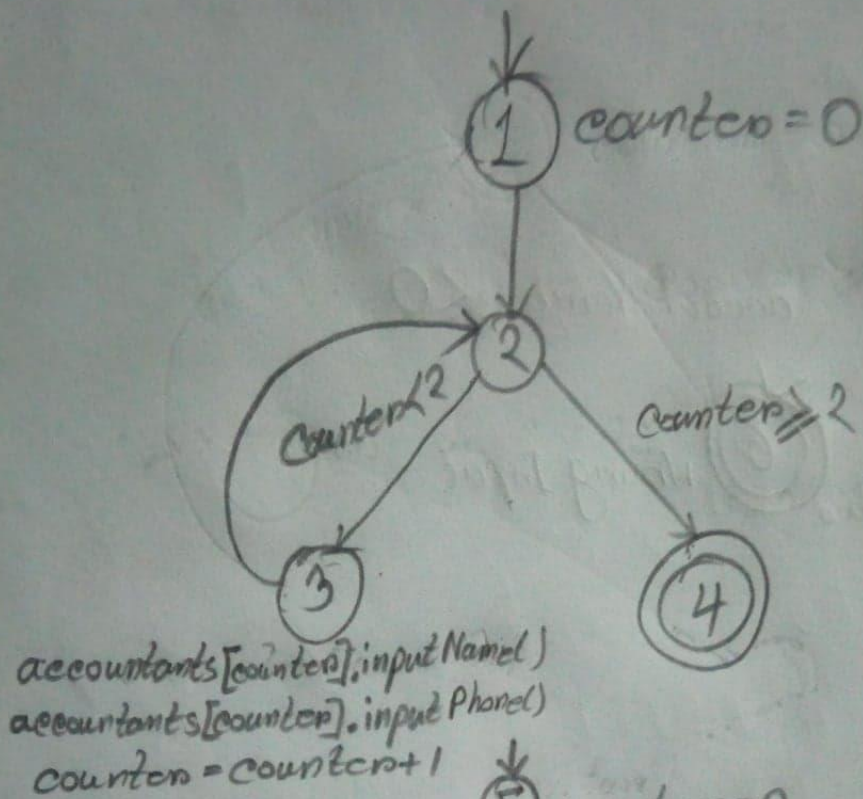 1 counter = 0
2
counter<2
counter≥2
3
4
accountants[counter].inputName()
accountants[counter].inputPhone()
counter = counter+1